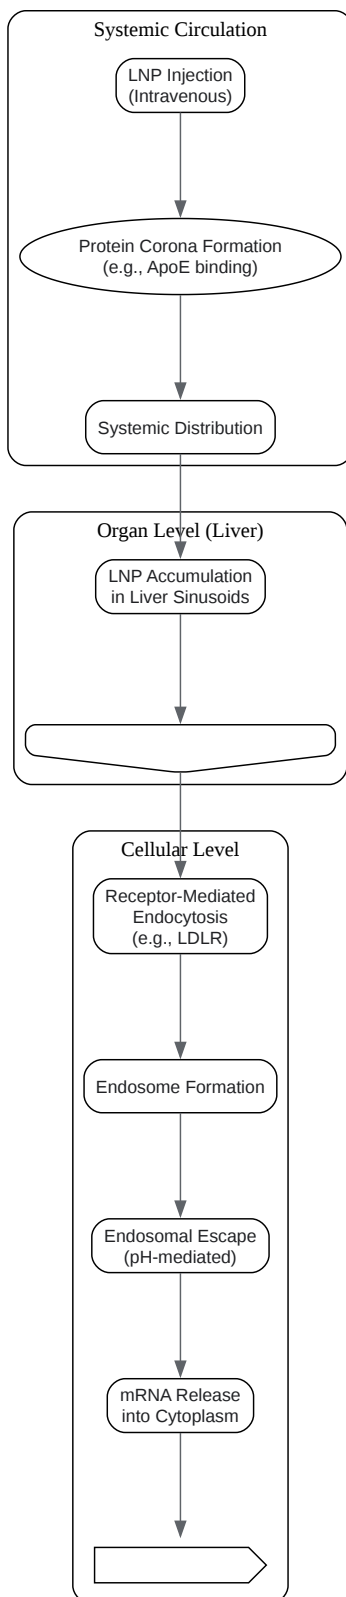 Systemic Circulation
LNP Injection
(Intravenous)
Protein Corona Formation
(e.g., ApoE binding)
Systemic Distribution
Organ Level (Liver)
LNP Accumulation
in Liver Sinusoids
Cellular Level
Receptor-Mediated
Endocytosis
(e.g., LDLR)
Endosome Formation
Endosomal Escape
(pH-mediated)
mRNA Release
into Cytoplasm